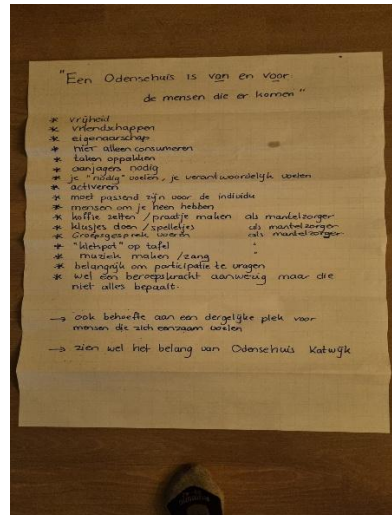 "Een Odensehuis is van en voor
de mensen die er komen"
* vrijheid
* vriendschappen
* eigenaarschap
* niet alleen consumeren
* taken oppakken
* aanjagers nodig
* je "nodig" voelen, je verantwoordelijk voelen
* activeren
* moet passend zijn voor de individu
* mensen om je heen hebben
* koffie zetten / praatje maken als mantelzorger
* klusjes doen / spelletjes als mantelzorger
* Groepsgesprek voeren als mantelzorger
* "kletspot" op tafel "
* muziek maken / zang "
* belangrijk om participatie te vragen
* wel een beroepskracht aanwezig maar die
niet alles bepaalt.
→ ook behoefte aan een dergelijke plek voor
mensen die zich eenzaam voelen
→ zien wel het belang van Odensehuis Katwijk